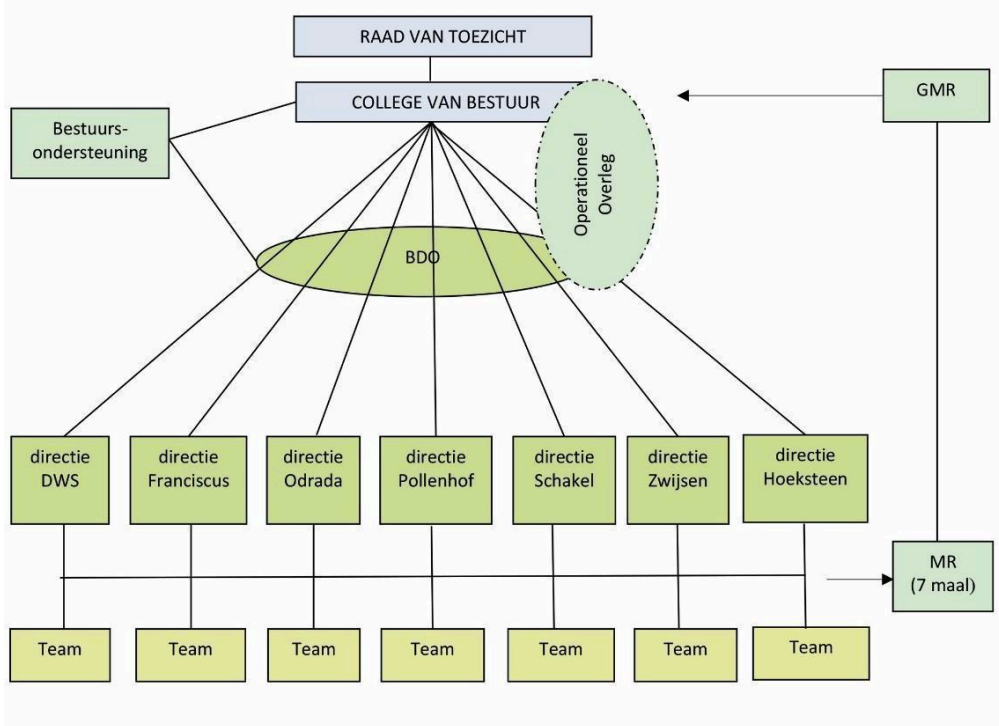 RAAD VAN TOEZICHT
COLLEGE VAN BESTUUR
GMR
Bestuurs-
ondersteuning
Operationeel
Overleg
BDO
directie
DWS
directie
Franciscus
directie
Odrada
directie
Pollenhof
directie
Schakel
directie
Zwijsen
directie
Hoeksteen
MR
(7 maal)
Team
Team
Team
Team
Team
Team
Team